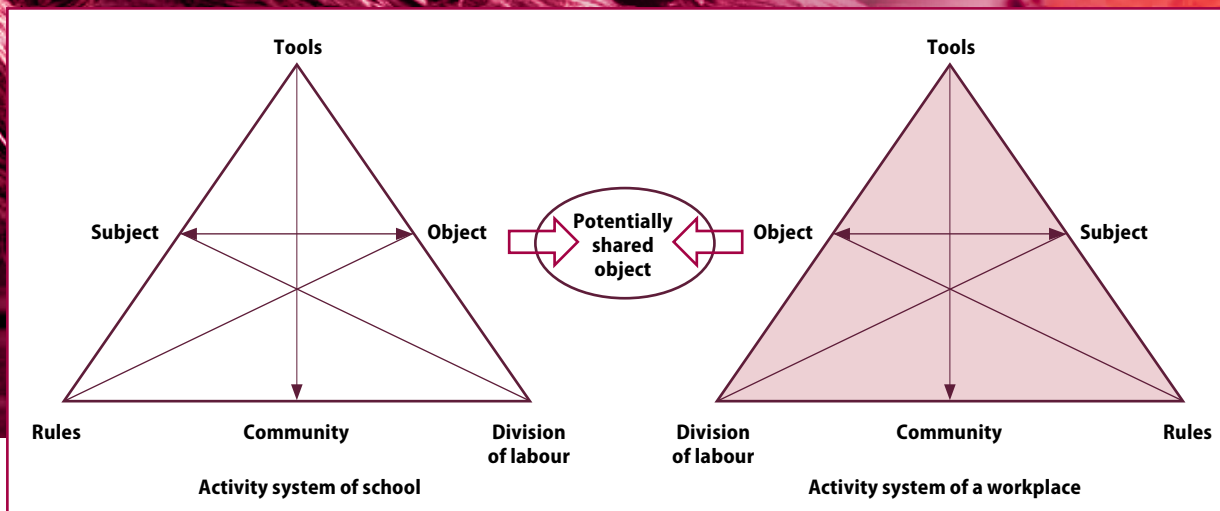 Tools
Subject
Object
Rules
Community
Division
of labour
Activity system of school
Potentially
shared
object
Tools
Object
Subject
Division
of labour
Community
Rules
Activity system of a workplace